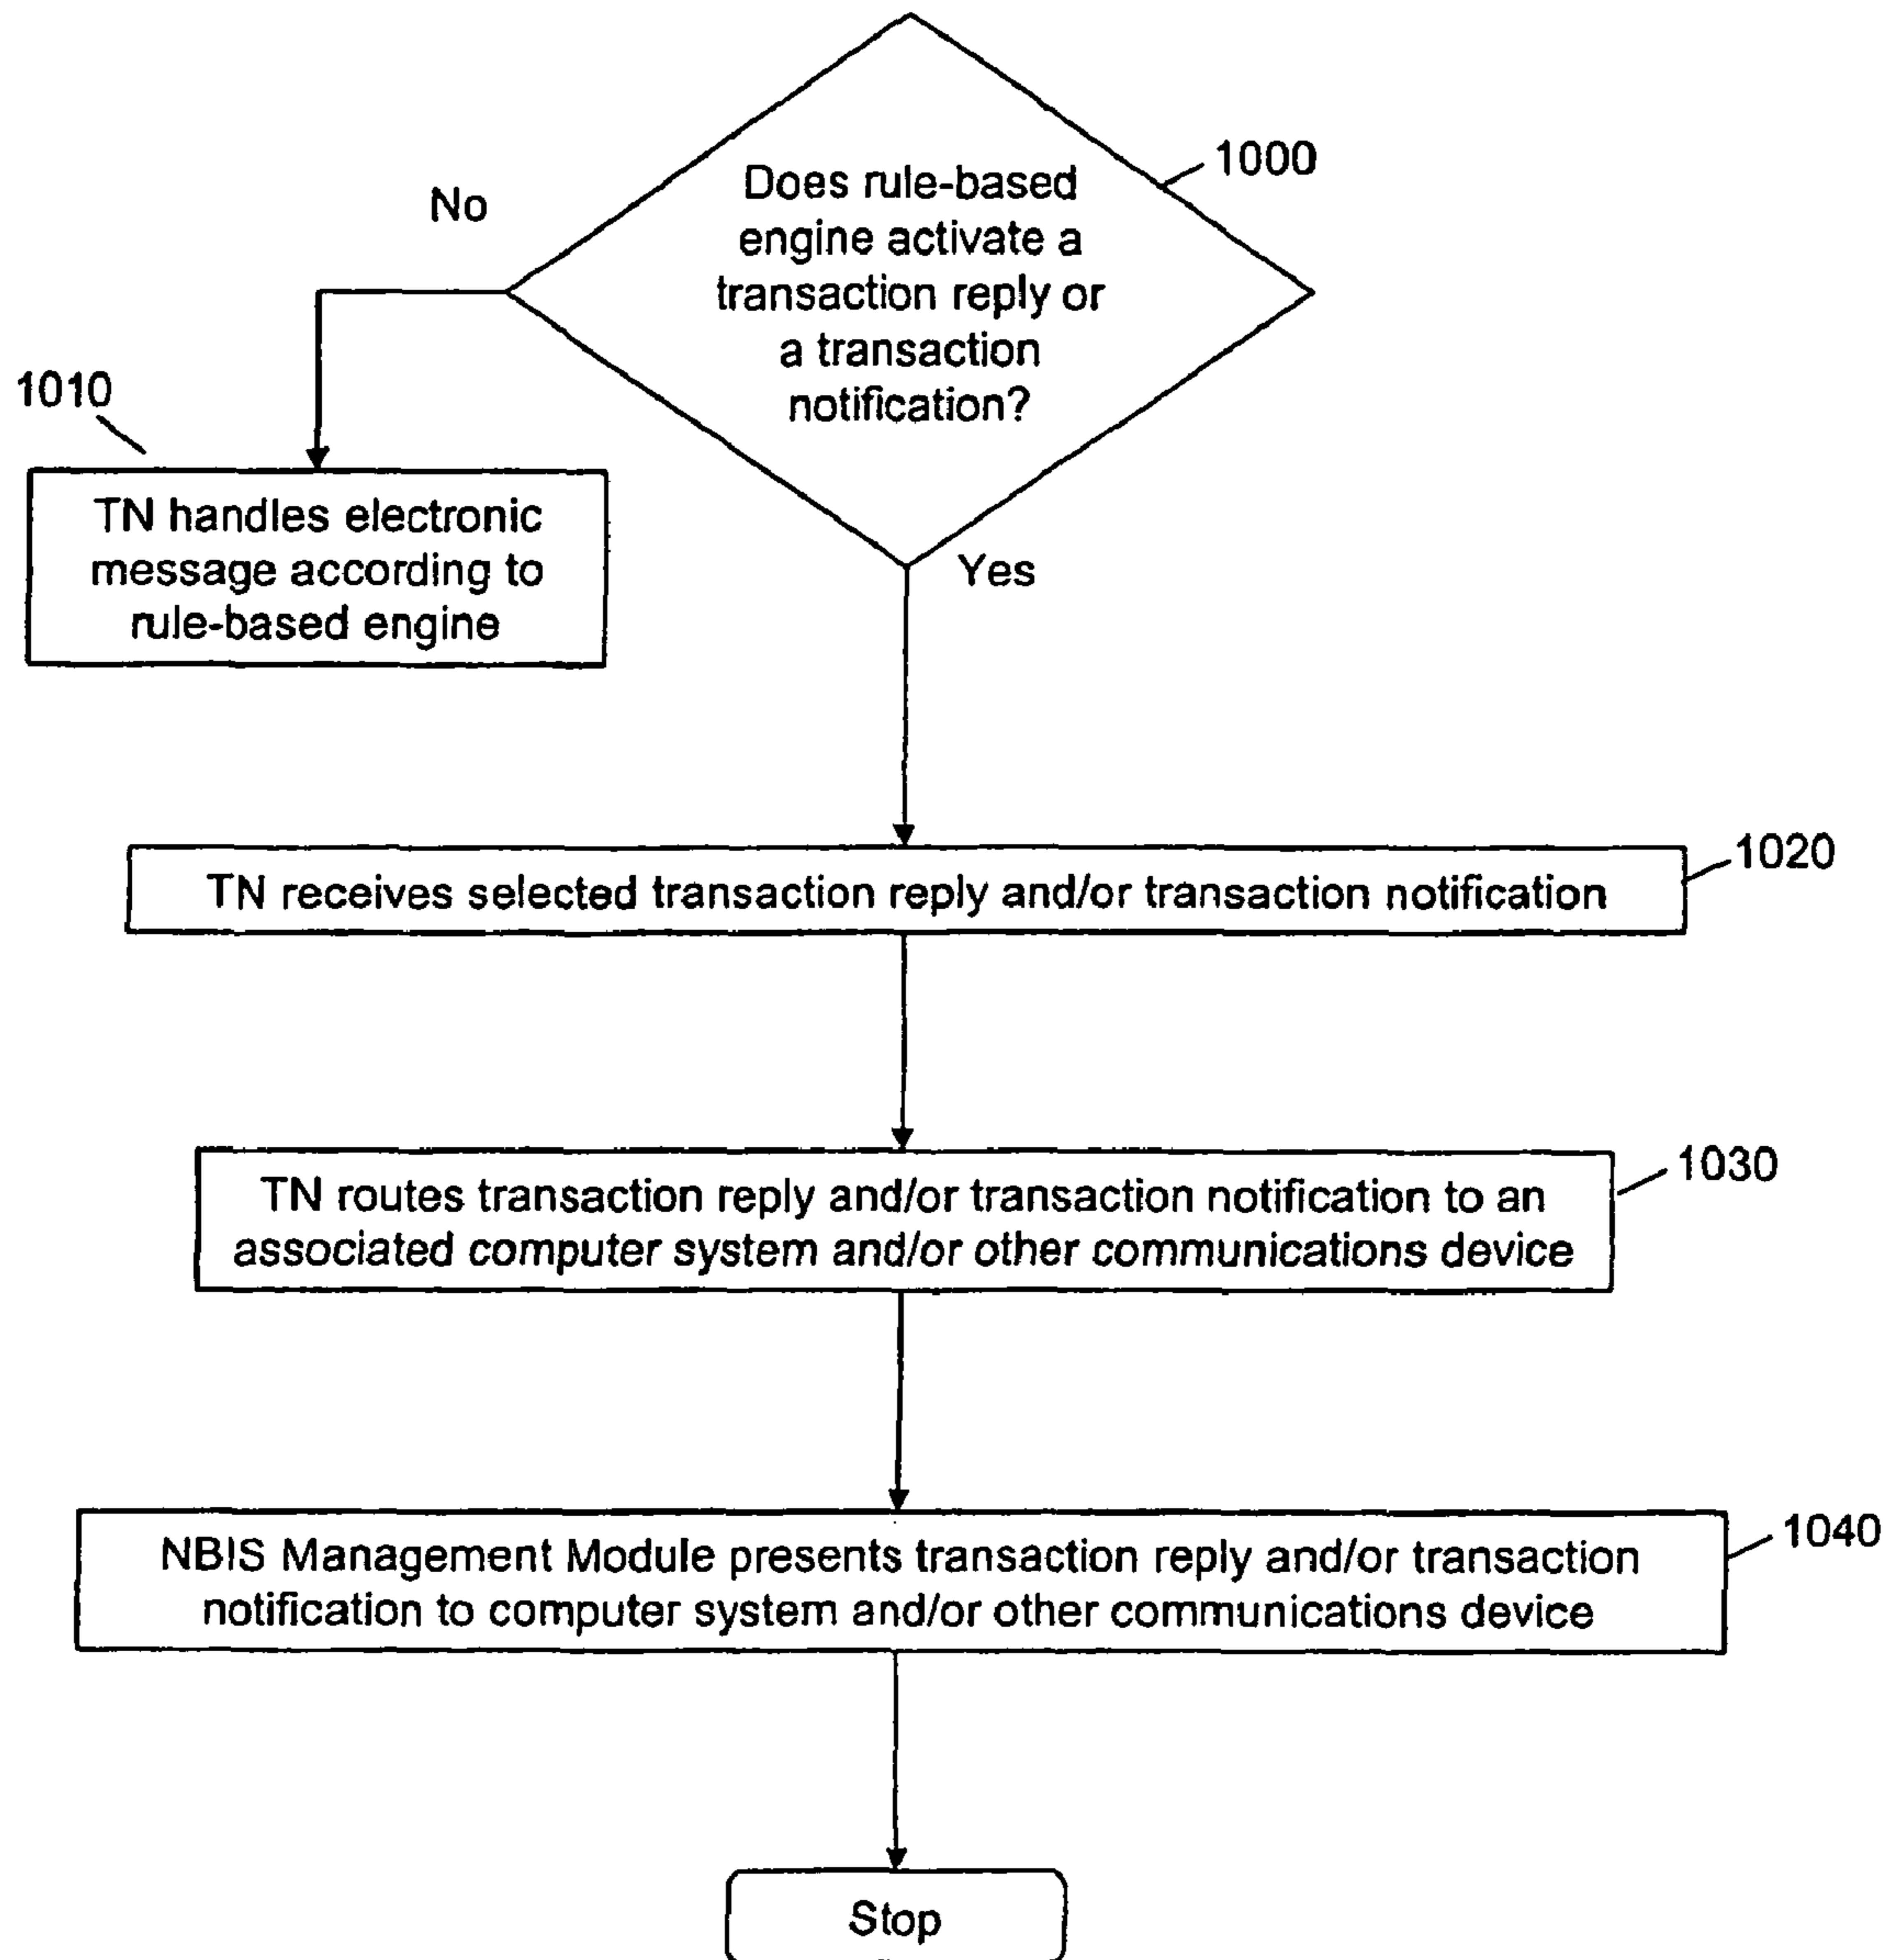 Does rule-based
engine activate a
transaction reply or
a transaction
notification?
1000
No
1010
TN handles electronic
message according to
rule-based engine
Yes
TN receives selected transaction reply and/or transaction notification
1020
TN routes transaction reply and/or transaction notification to an
associated computer system and/or other communications device
1030
NBIS Management Module presents transaction reply and/or transaction
notification to computer system and/or other communications device
1040
Stop